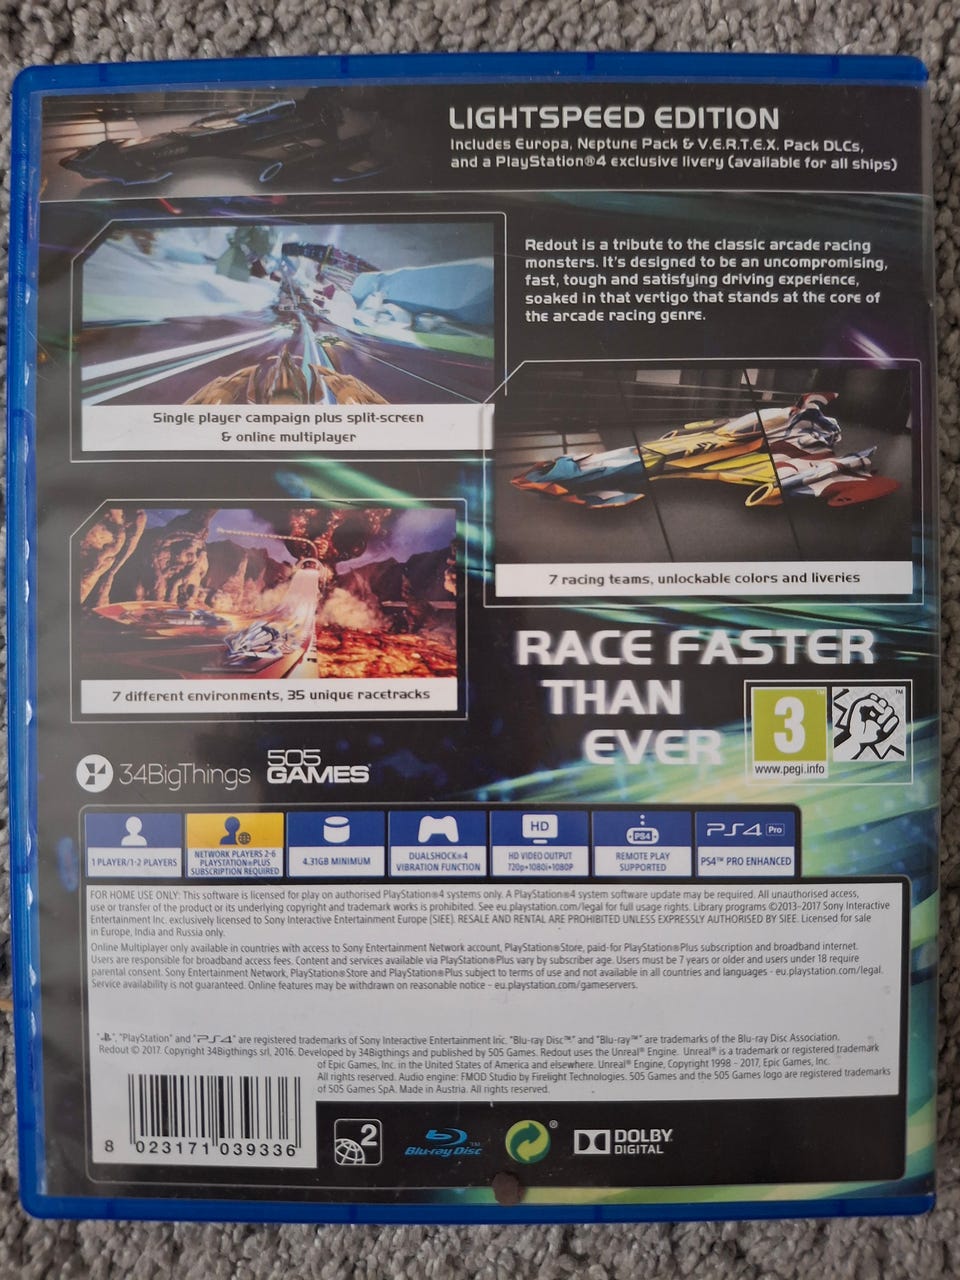 LIGHTSPEED EDITION
Includes Europa, Neptune Pack & V.E.R.T.E.X. Pack DLCs,
and a PlayStation®4 exclusive livery (available for all ships)
Redout is a tribute to the classic arcade racing
monsters. It's designed to be an uncompromising,
fast, tough and satisfying driving experience,
soaked in that vertigo that stands at the core of
the arcade racing genre.
Single player campaign plus split-screen
& online multiplayer
7 racing teams, unlockable colors and liveries
7 different environments, 35 unique racetracks
RACE FASTER
THAN
EVER
3
™
™
www.pegi.info
34BigThings
505
GAMES
1 PLAYER/1-2 PLAYERS
NETWORK PLAYERS 2-6
PLAYSTATION®PLUS
SUBSCRIPTION REQUIRED
4.31GB MINIMUM
DUALSHOCK®4
VIBRATION FUNCTION
HD
HD VIDEO OUTPUT
720p•1080i•1080P
PS4
REMOTE PLAY
SUPPORTED
PS4 Pro
PS4™ PRO ENHANCED
FOR HOME USE ONLY: This software is licensed for play on authorised PlayStation®4 systems only. A PlayStation®4 system software update may be required. All unauthorised access,
use or transfer of the product or its underlying copyright and trademark works is prohibited. See eu.playstation.com/legal for full usage rights. Library programs ©2013-2017 Sony Interactive
Entertainment Inc. exclusively licensed to Sony Interactive Entertainment Europe (SIEE). RESALE AND RENTAL ARE PROHIBITED UNLESS EXPRESSLY AUTHORISED BY SIEE. Licensed for sale
in Europe, India and Russia only.
Online Multiplayer only available in countries with access to Sony Entertainment Network account, PlayStation®Store, paid-for PlayStation®Plus subscription and broadband internet.
Users are responsible for broadband access fees. Content and services available via PlayStation®Plus vary by subscriber age. Users must be 7 years or older and users under 18 require
parental consent. Sony Entertainment Network, PlayStation®Store and PlayStation®Plus subject to terms of use and not available in all countries and languages - eu.playstation.com/legal.
Service availability is not guaranteed. Online features may be withdrawn on reasonable notice - eu.playstation.com/gameservers.
" ", "PlayStation" and "PS4" are registered trademarks of Sony Interactive Entertainment Inc. "Blu-ray Disc™" and "Blu-ray™" are trademarks of the Blu-ray Disc Association.
Redout © 2017. Copyright 34Bigthings srl, 2016. Developed by 34Bigthings and published by 505 Games. Redout uses the Unreal® Engine. Unreal® is a trademark or registered trademark
of Epic Games, Inc. in the United States of America and elsewhere. Unreal® Engine, Copyright 1998 - 2017, Epic Games, Inc.
All rights reserved. Audio engine: FMOD Studio by Firelight Technologies. 505 Games and the 505 Games logo are registered trademarks
of 505 Games SpA. Made in Austria. All rights reserved.
8 023171 039336
2
Blu-ray Disc™
®
DOLBY
DIGITAL